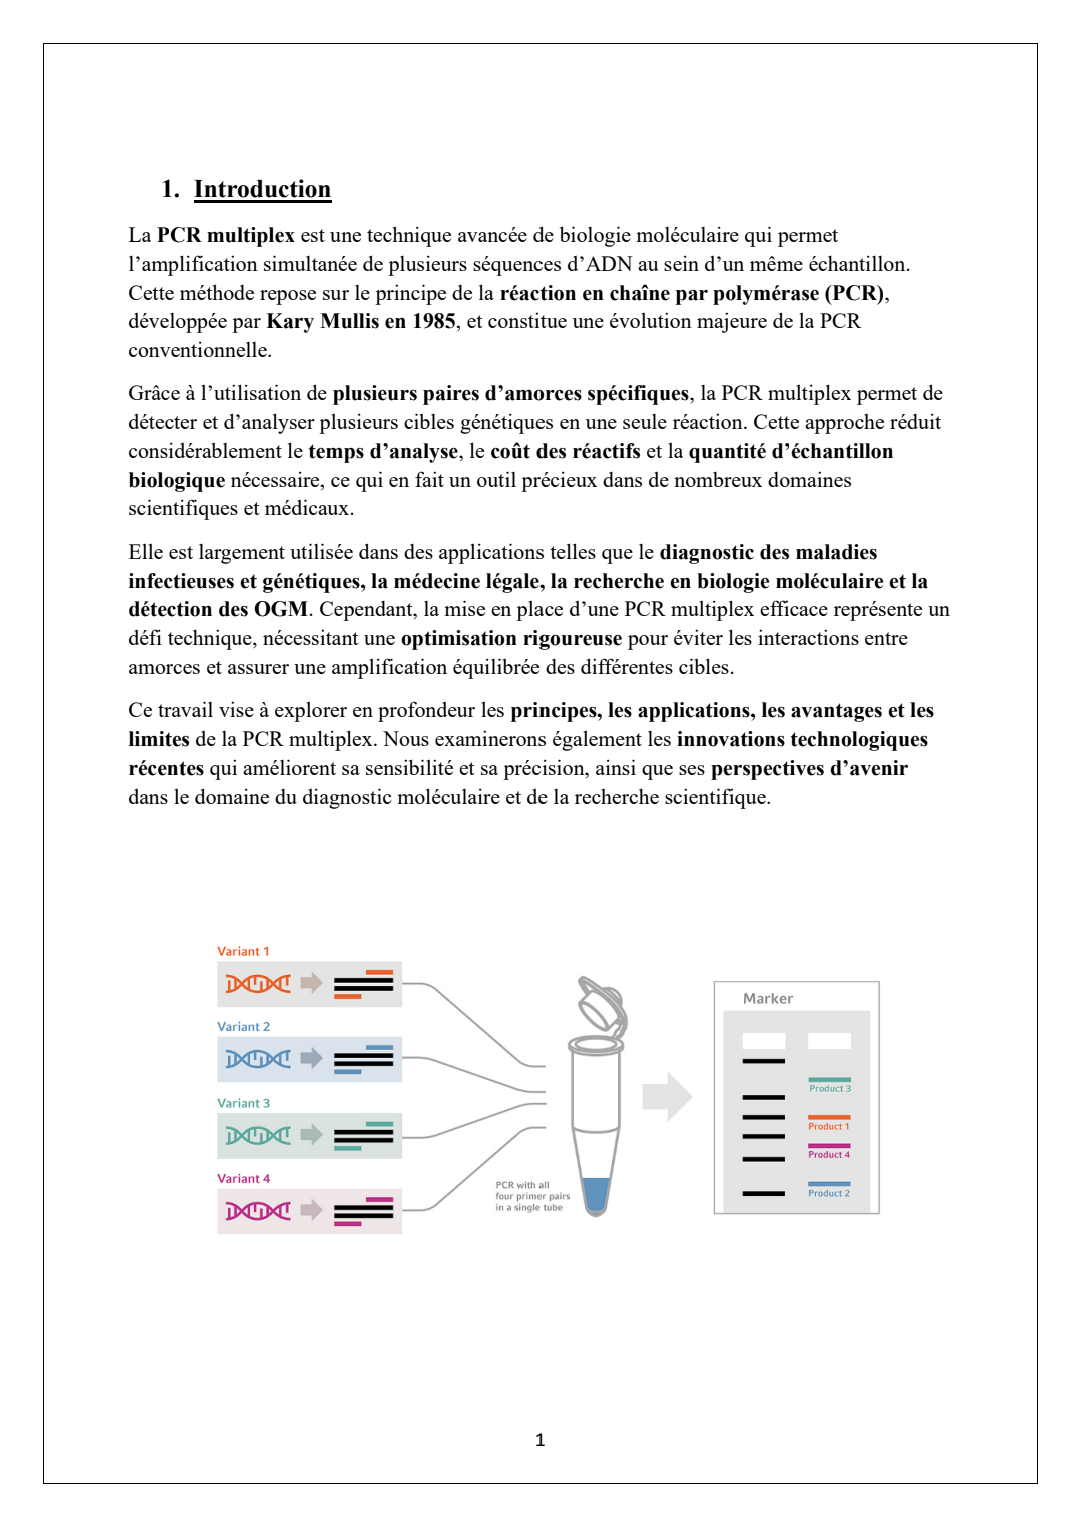 1. Introduction
La PCR multiplex est une technique avancée de biologie moléculaire qui permet
l’amplification simultanée de plusieurs séquences d’ADN au sein d’un même échantillon.
Cette méthode repose sur le principe de la réaction en chaîne par polymérase (PCR),
développée par Kary Mullis en 1985, et constitue une évolution majeure de la PCR
conventionnelle.
Grâce à l’utilisation de plusieurs paires d’amorces spécifiques, la PCR multiplex permet de
détecter et d’analyser plusieurs cibles génétiques en une seule réaction. Cette approche réduit
considérablement le temps d’analyse, le coût des réactifs et la quantité d’échantillon
biologique nécessaire, ce qui en fait un outil précieux dans de nombreux domaines
scientifiques et médicaux.
Elle est largement utilisée dans des applications telles que le diagnostic des maladies
infectieuses et génétiques, la médecine légale, la recherche en biologie moléculaire et la
détection des OGM. Cependant, la mise en place d’une PCR multiplex efficace représente un
défi technique, nécessitant une optimisation rigoureuse pour éviter les interactions entre
amorces et assurer une amplification équilibrée des différentes cibles.
Ce travail vise à explorer en profondeur les principes, les applications, les avantages et les
limites de la PCR multiplex. Nous examinerons également les innovations technologiques
récentes qui améliorent sa sensibilité et sa précision, ainsi que ses perspectives d’avenir
dans le domaine du diagnostic moléculaire et de la recherche scientifique.
Variant 1
Variant 2
Variant 3
Variant 4
PCR with all
four primer pairs
in a single tube
Marker
Product 3
Product 1
Product 4
Product 2
1